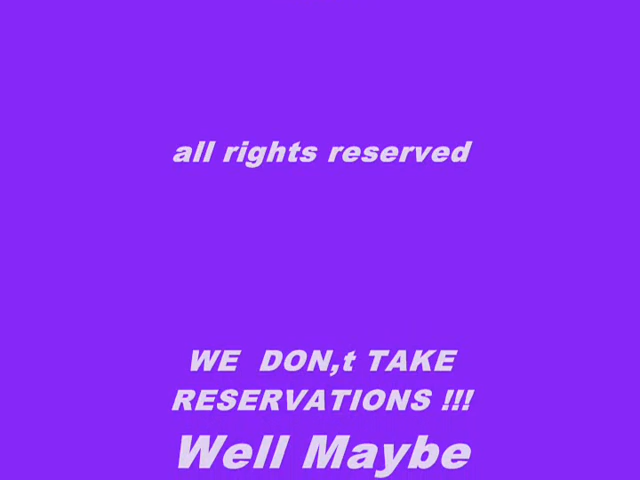 all rights reserved
WE DON,t TAKE
RESERVATIONS !!!
Well Maybe